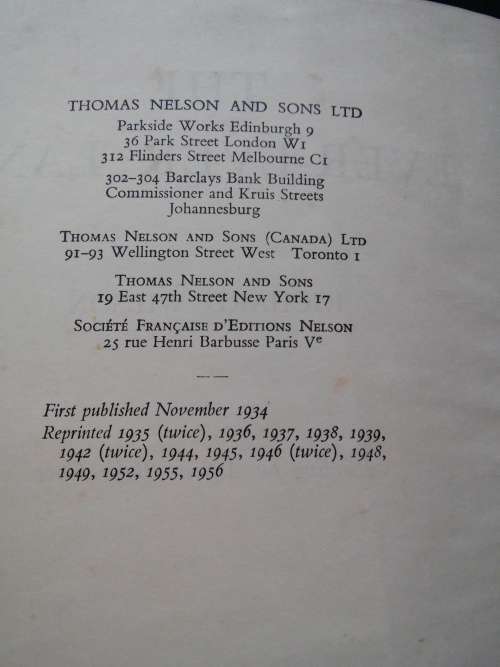 THOMAS NELSON AND SONS LTD
Parkside Works Edinburgh 9
36 Park Street London W1
312 Flinders Street Melbourne C1
302–304 Barclays Bank Building
Commissioner and Kruis Streets
Johannesburg
THOMAS NELSON AND SONS (CANADA) LTD
91–93 Wellington Street West Toronto 1
THOMAS NELSON AND SONS
19 East 47th Street New York 17
SOCIÉTÉ FRANÇAISE D'EDITIONS NELSON
25 rue Henri Barbusse Paris Ve
First published November 1934
Reprinted 1935 (twice), 1936, 1937, 1938, 1939,
1942 (twice), 1944, 1945, 1946 (twice), 1948,
1949, 1952, 1955, 1956